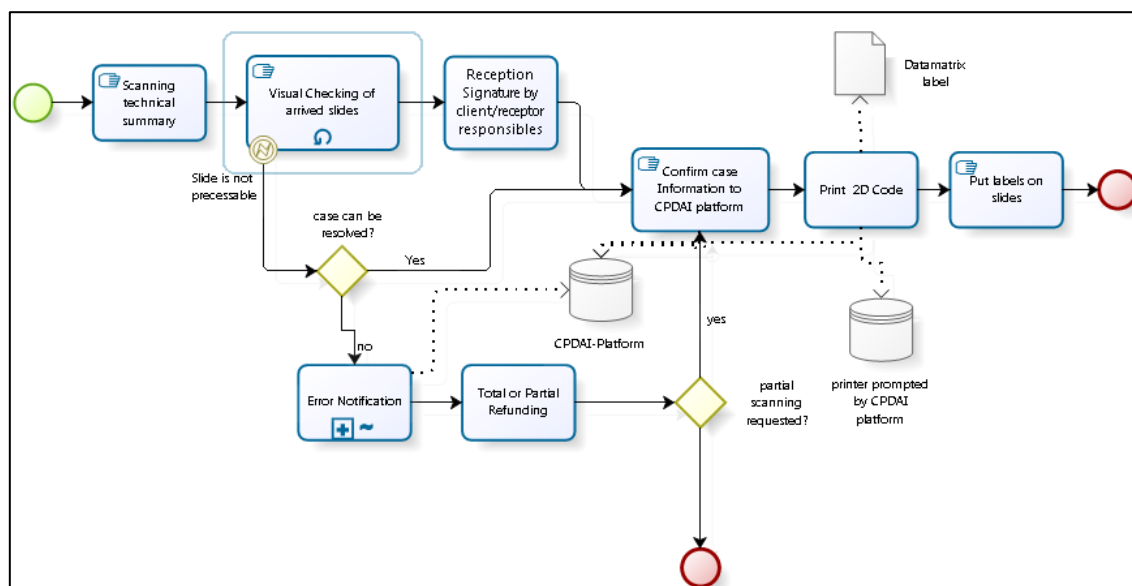 Scanning
technical
summary
Visual Checking of
arrived slides
Reception
Signature by
client/receptor
responsibles
Datamatrix
label
Slide is not
precessable
case can be
resolved?
Yes
Confirm case
Information to
CPDAI platform
Print 2D Code
Put labels on
slides
no
CPDAI-Platform
yes
Error Notification
Total or Partial
Refunding
partial
scanning
requested?
printer prompted
by CPDAI
platform